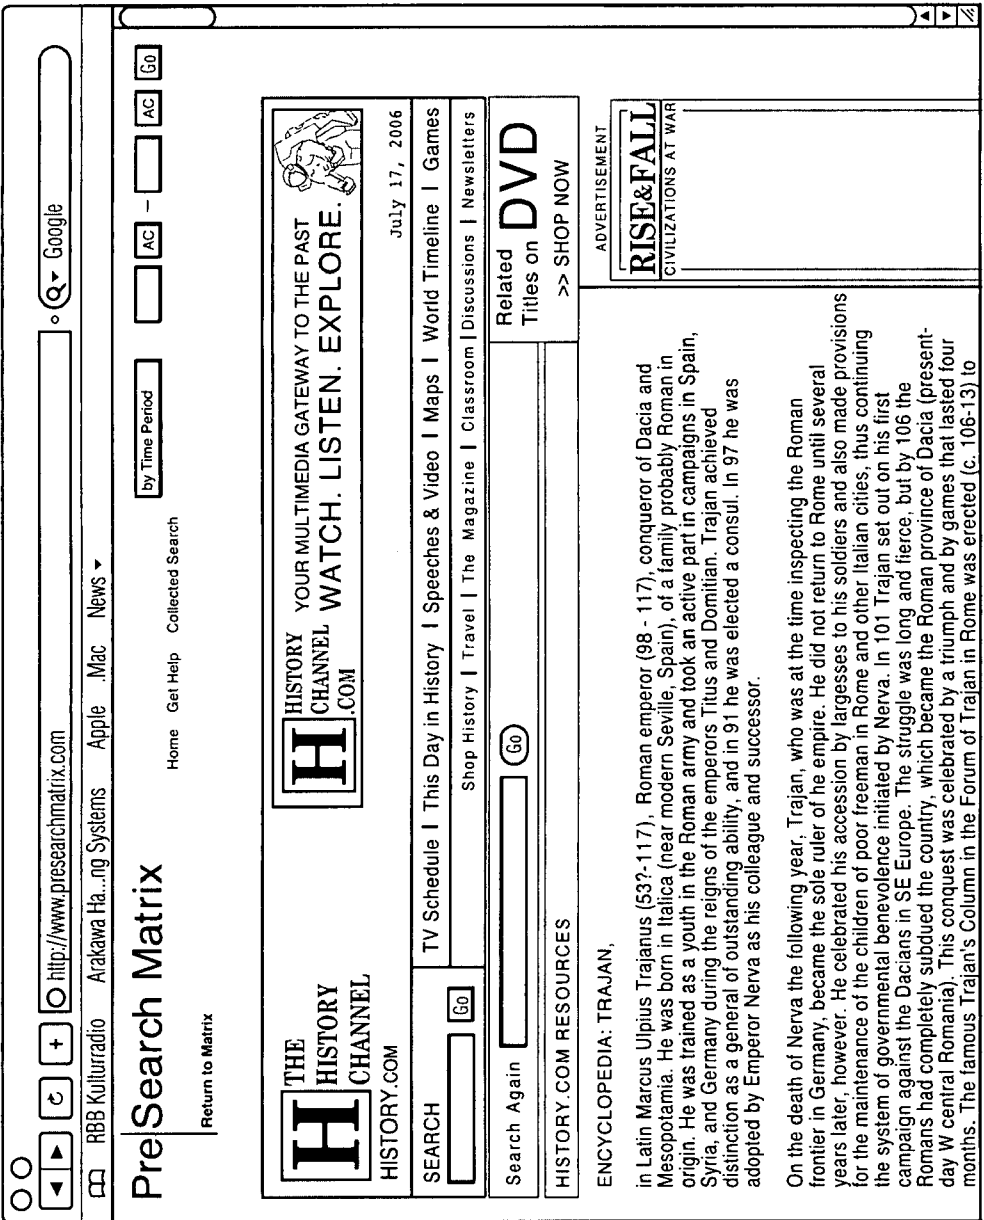 http://www.presearchmatrix.com
Google
RBB Kulturradio Arakawa Ha...ng Systems Apple .Mac News
PreSearch Matrix
Home Get Help Collected Search
by Time Period
AC – AC Go
Return to Matrix
THE
HISTORY
CHANNEL
HISTORY.COM
HISTORY
CHANNEL
.COM
YOUR MULTIMEDIA GATEWAY TO THE PAST
WATCH. LISTEN. EXPLORE.
July 17, 2006
SEARCH
Go
TV Schedule | This Day in History | Speeches & Video | Maps | World Timeline | Games
Shop History | Travel | The Magazine | Classroom | Discussions | Newsletters
Search Again Go
Related
Titles on DVD
>> SHOP NOW
HISTORY.COM RESOURCES
ADVERTISEMENT
RISE&FALL
CIVILIZATIONS AT WAR
ENCYCLOPEDIA: TRAJAN,
in Latin Marcus Ulpius Trajanus (53?-117), Roman emperor (98 - 117), conqueror of Dacia and
Mesopotamia. He was born in Italica (near modern Seville, Spain), of a family probably Roman in
origin. He was trained as a youth in the Roman army and took an active part in campaigns in Spain,
Syria, and Germany during the reigns of the emperors Titus and Domitian. Trajan achieved
distinction as a general of outstanding ability, and in 91 he was elected a consul. In 97 he was
adopted by Emperor Nerva as his colleague and successor.
On the death of Nerva the following year, Trajan, who was at the time inspecting the Roman
frontier in Germany, became the sole ruler of he empire. He did not return to Rome until several
years later, however. He celebrated his accession by largesses to his soldiers and also made provisions
for the maintenance of the children of poor freeman in Rome and other Italian cities, thus continuing
the system of governmental benevolence initiated by Nerva. In 101 Trajan set out on his first
campaign against the Dacians in SE Europe. The struggle was long and fierce, but by 106 the
Romans had completely subdued the country, which became the Roman province of Dacia (present-
day W central Romania). This conquest was celebrated by a triumph and by games that lasted four
months. The famous Trajan's Column in the Forum of Trajan in Rome was erected (c. 106-13) to